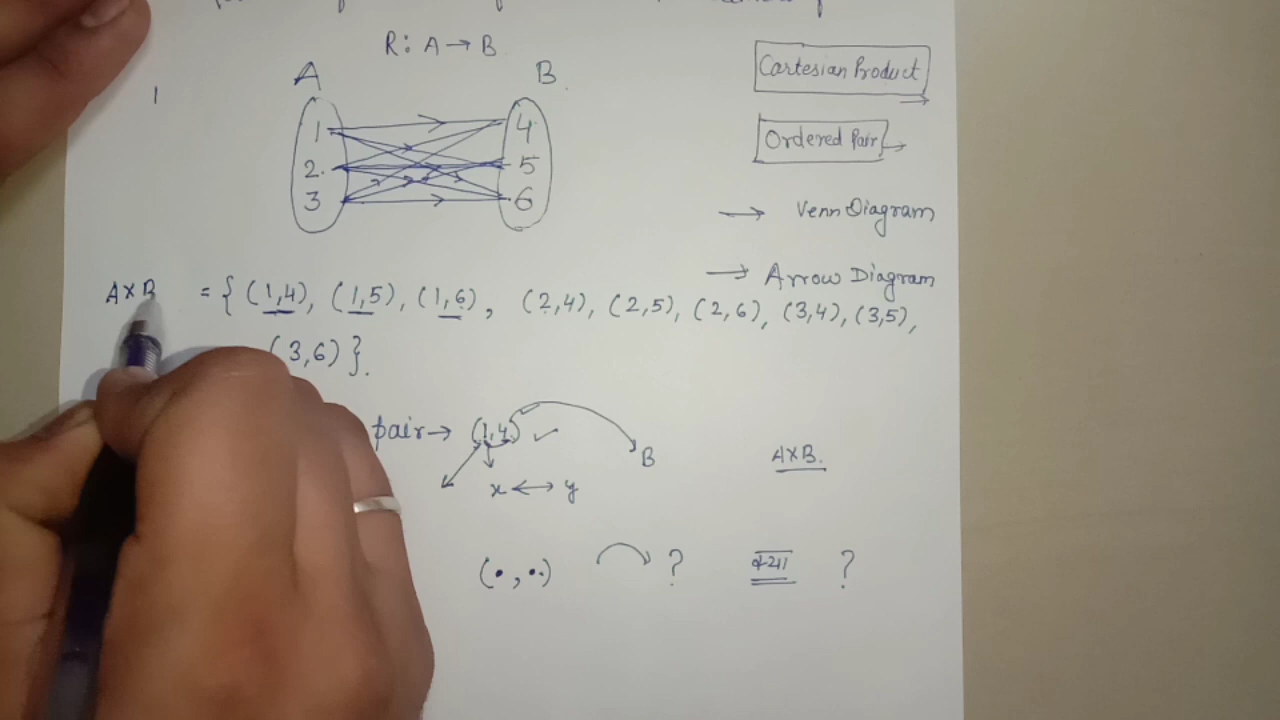 R: A → B
A B
1 4
2 5
3 6
1
Cartesian Product →
Ordered Pair →
→ Venn Diagram
→ Arrow Diagram
A×B = { (1,4), (1,5), (1,6), (2,4), (2,5), (2,6), (3,4), (3,5),
(3,6) }.
pair → (1,4) ✓
B
A×B.
x ↔ y
(•,•) ?
?